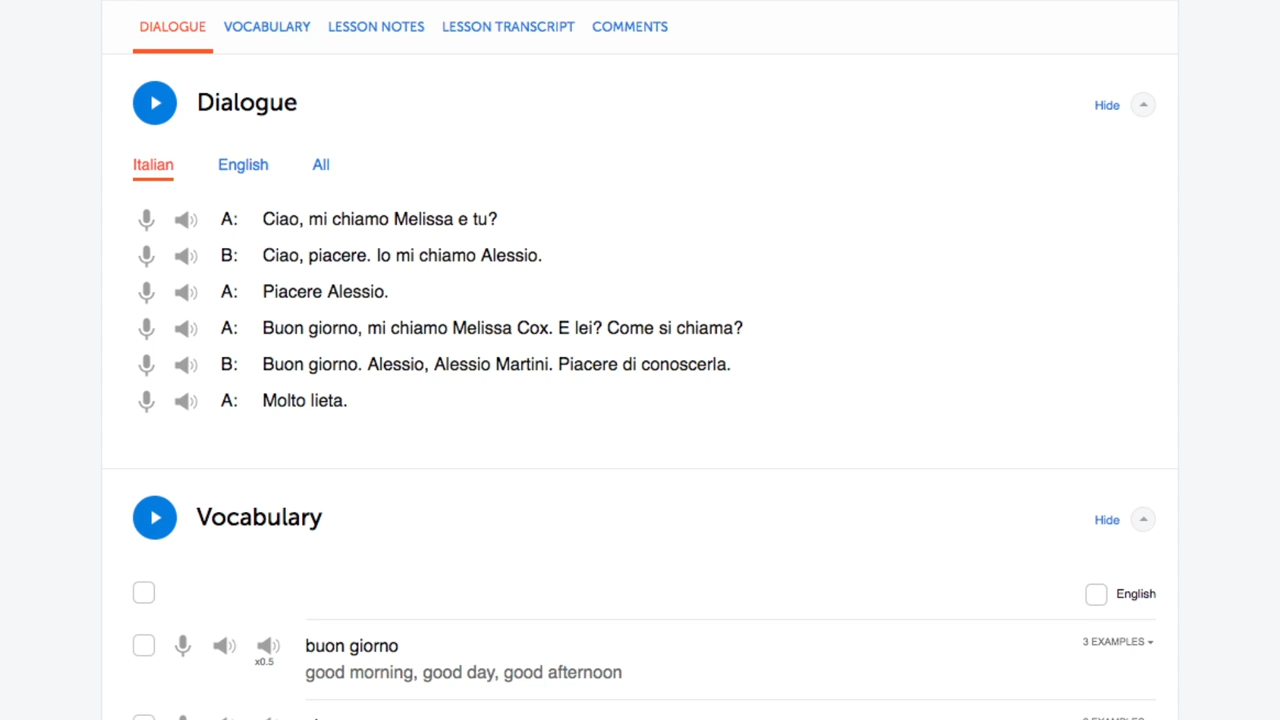 DIALOGUE VOCABULARY LESSON NOTES LESSON TRANSCRIPT COMMENTS
Dialogue Hide
Italian English All
A: Ciao, mi chiamo Melissa e tu?
B: Ciao, piacere. Io mi chiamo Alessio.
A: Piacere Alessio.
A: Buon giorno, mi chiamo Melissa Cox. E lei? Come si chiama?
B: Buon giorno. Alessio, Alessio Martini. Piacere di conoscerla.
A: Molto lieta.
Vocabulary Hide
English
buon giorno 3 EXAMPLES
x0.5
good morning, good day, good afternoon